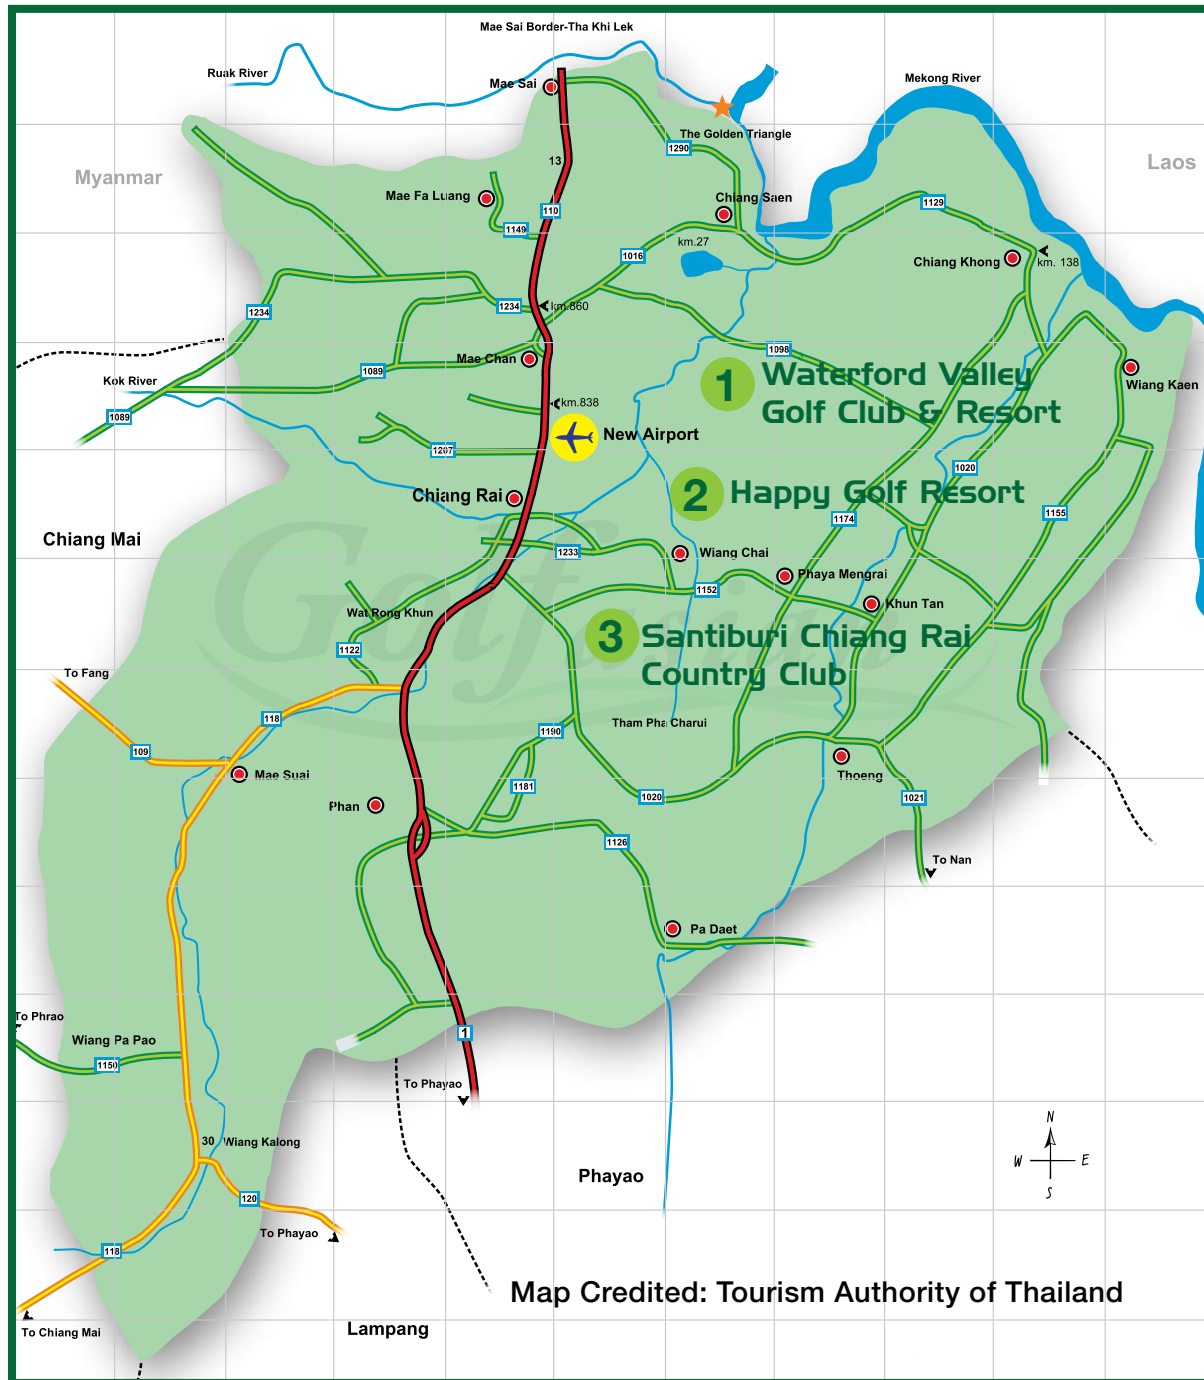 Mae Sai Border-Tha Khi Lek
Ruak River
Mae Sai
Mekong River
The Golden Triangle
1290
13
Myanmar
Laos
Mae Fa Luang
110
Chiang Saen
1129
1149
km.27
1016
Chiang Khong
km. 138
1234
1234
km.860
1098
Mae Chan
1089
Kok River
1 Waterford Valley
Golf Club & Resort
Wiang Kaen
km.838
1089
New Airport
1207
1020
Chiang Rai
2 Happy Golf Resort
1174
1155
Chiang Mai
1233
Wiang Chai
Phaya Mengrai
1152
Golfasian
Wat Rong Khun
Khun Tan
3 Santiburi Chiang Rai
Country Club
1122
To Fang
118
Tham Pha Charui
1190
109
Mae Suai
Thoeng
1181
1020
1021
Phan
1126
To Nan
Pa Daet
To Phrao
Wiang Pa Pao
1
1150
To Phayao
N
W E
S
30 Wiang Kalong
Phayao
120
To Phayao
118
Map Credited: Tourism Authority of Thailand
To Chiang Mai
Lampang